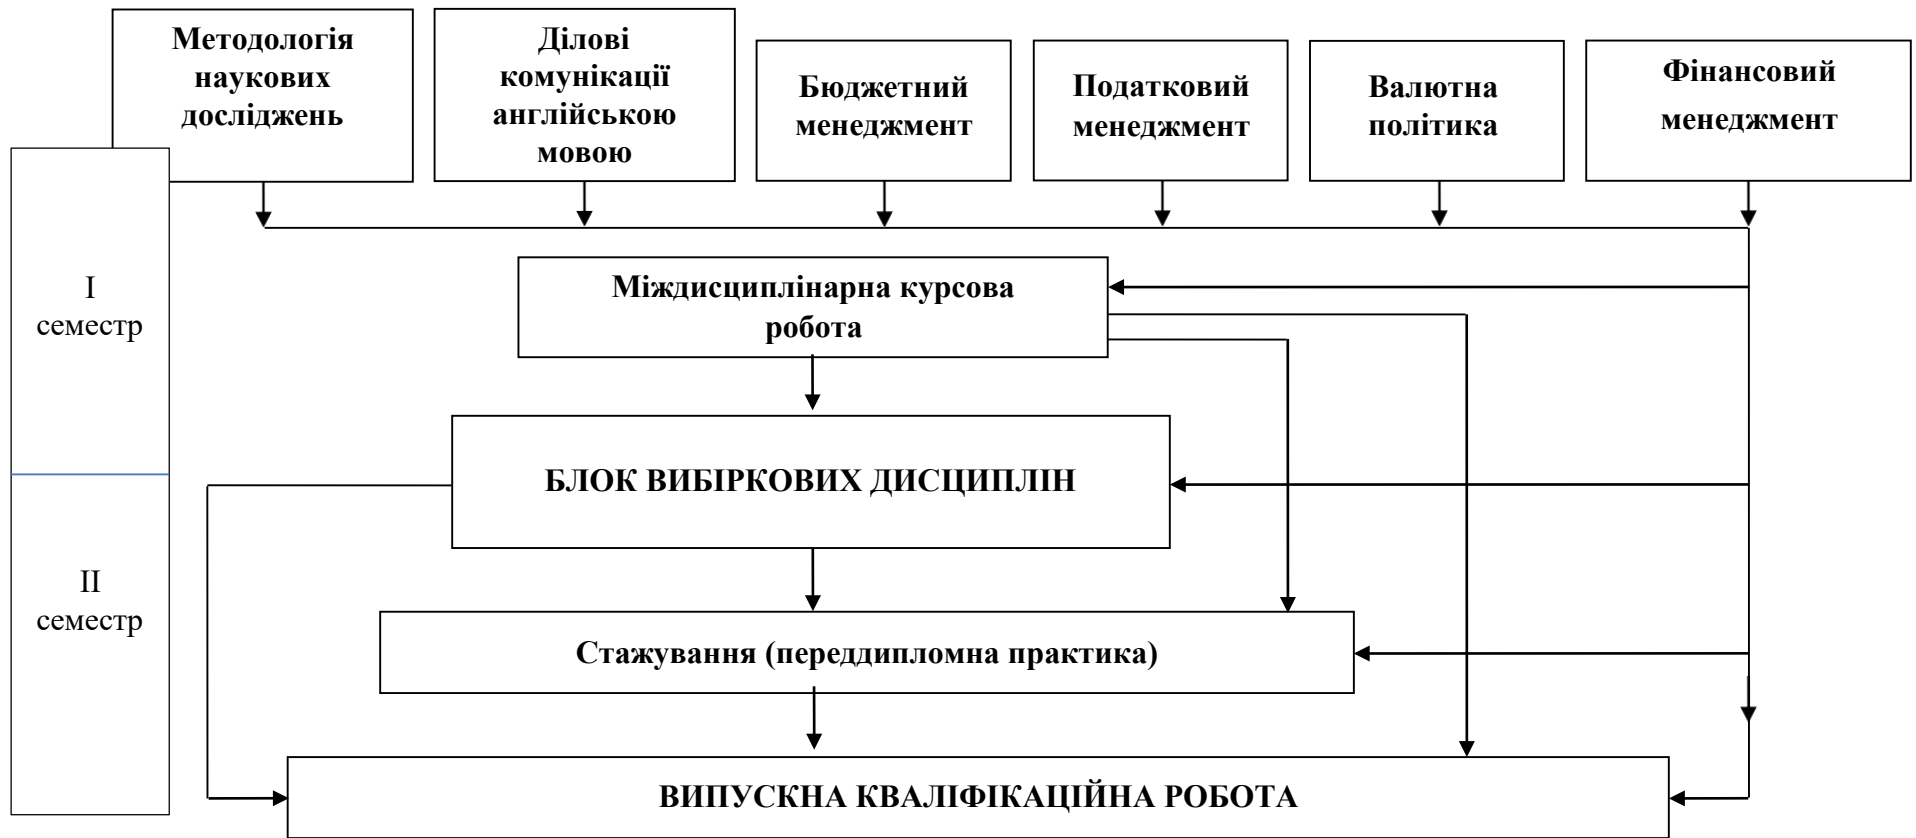 Методологія
наукових
досліджень
Ділові
комунікації
англійською
мовою
Бюджетний
менеджмент
Податковий
менеджмент
Валютна
політика
Фінансовий
менеджмент
І
семестр
Міждисциплінарна курсова
робота
БЛОК ВИБІРКОВИХ ДИСЦИПЛІН
ІІ
семестр
Стажування (переддипломна практика)
ВИПУСКНА КВАЛІФІКАЦІЙНА РОБОТА